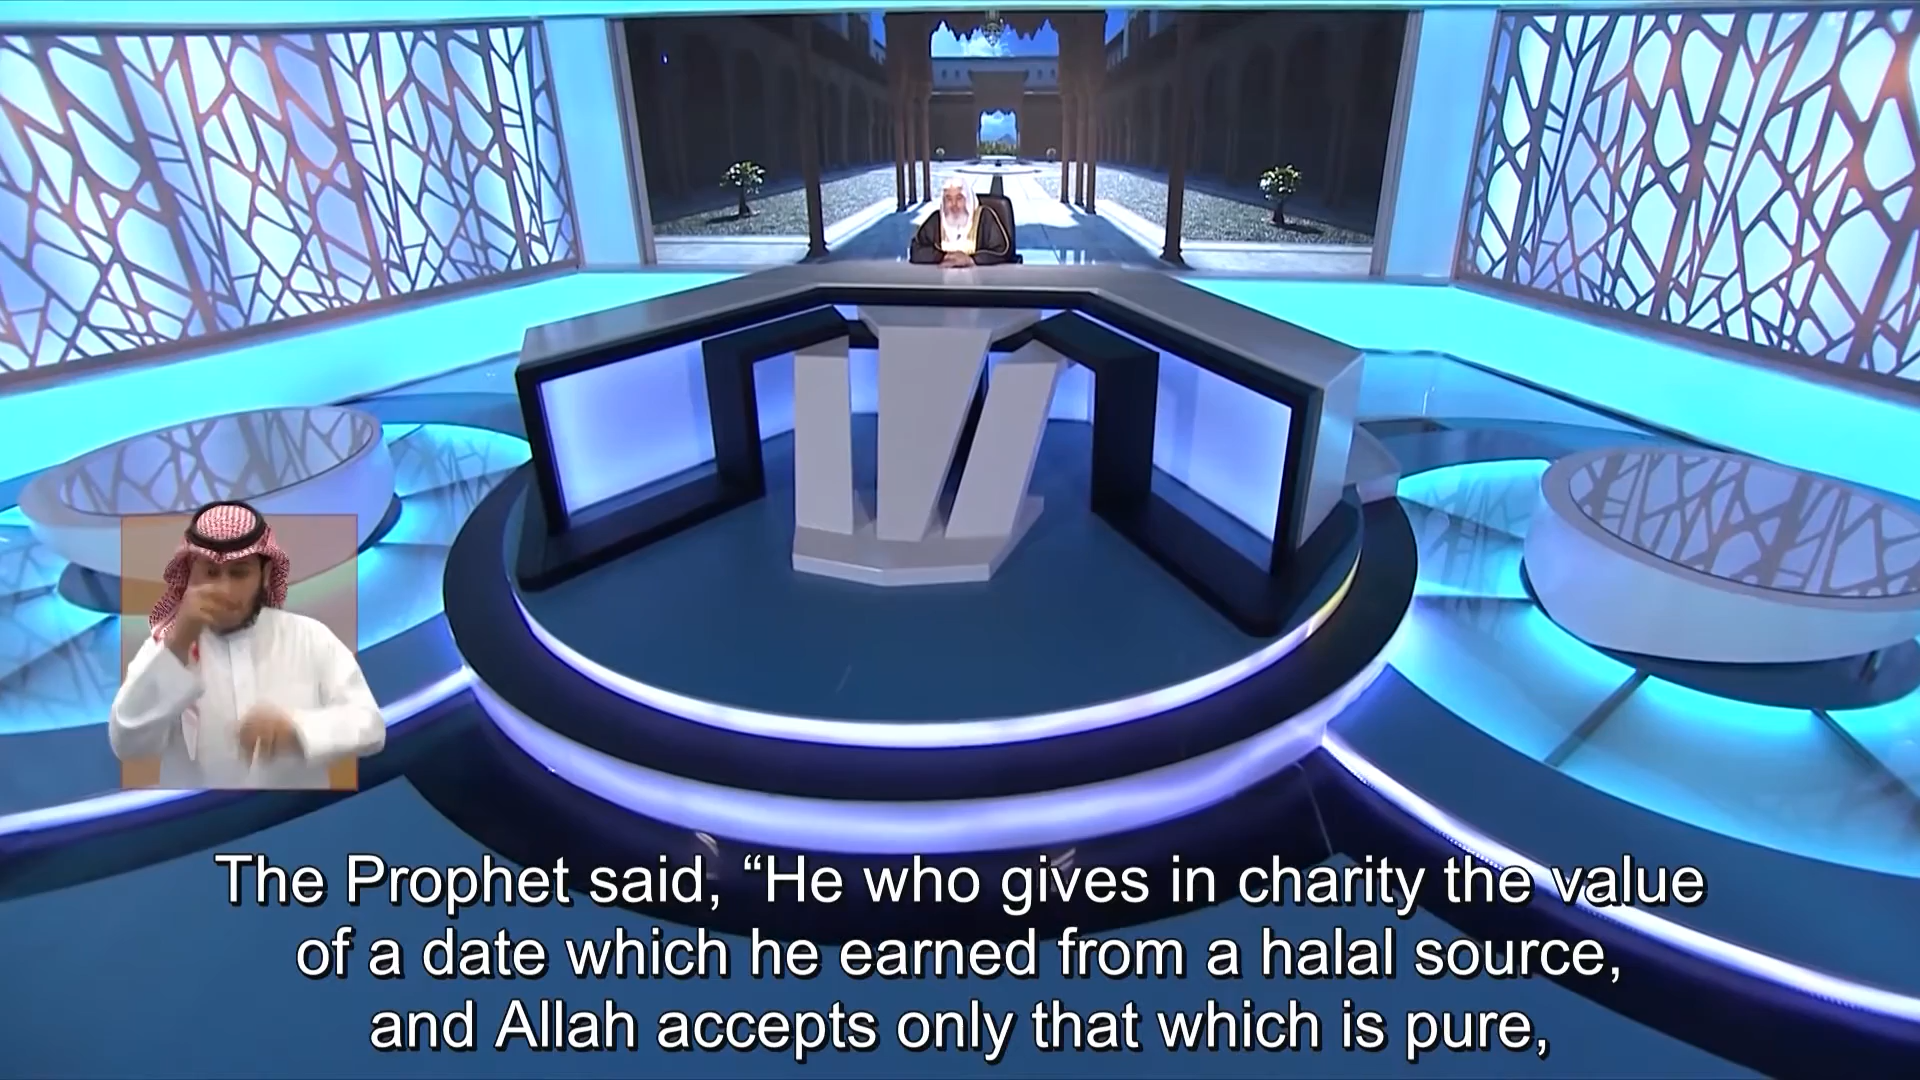 The Prophet said, “He who gives in charity the value
of a date which he earned from a halal source,
and Allah accepts only that which is pure,